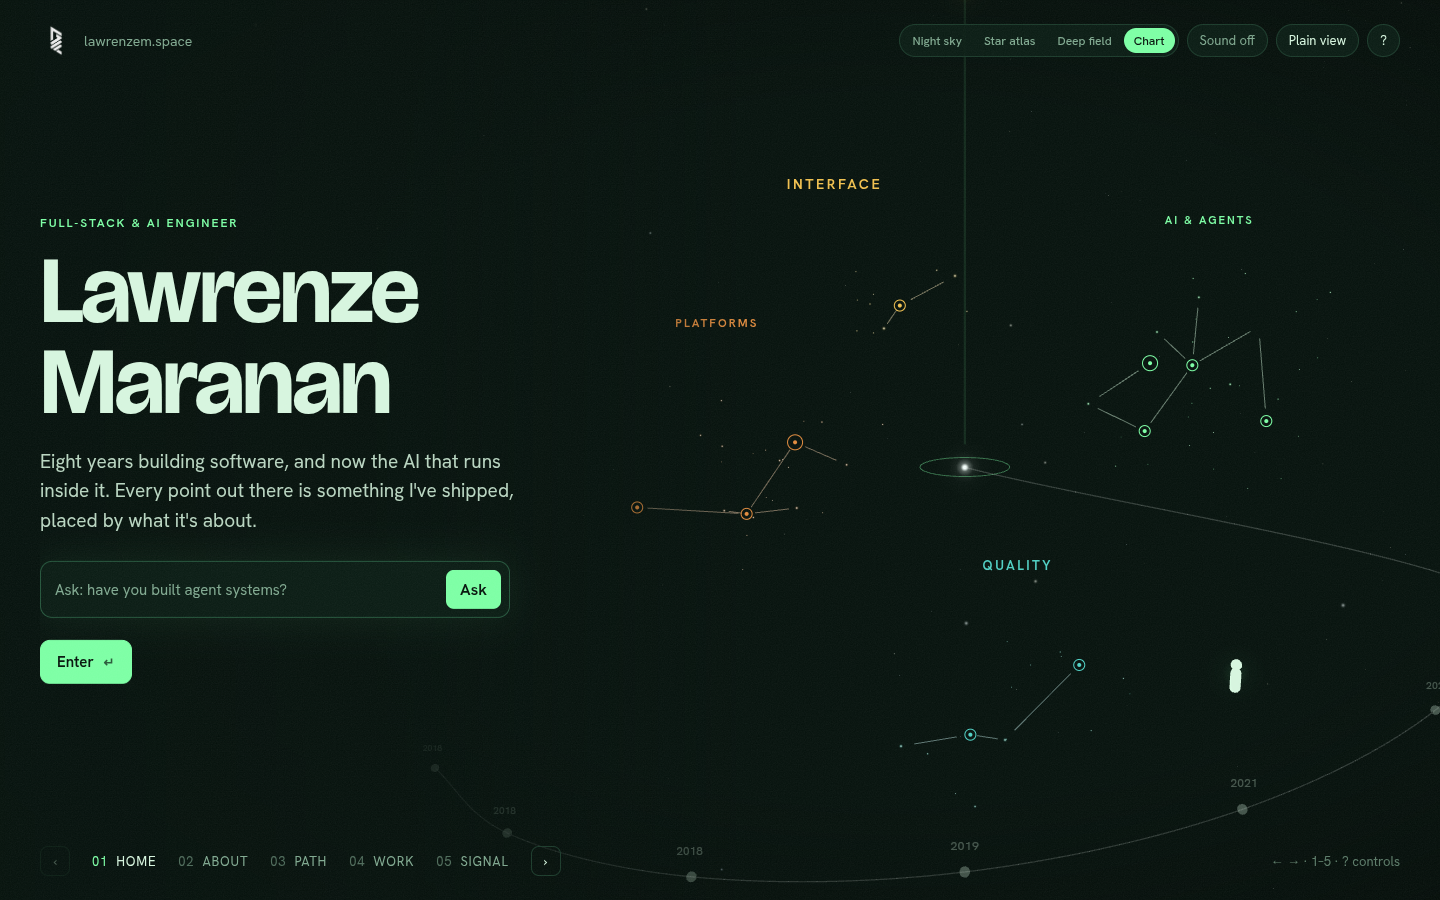 lawrenzem.space
Night sky
Star atlas
Deep field
Chart
Sound off
Plain view
?
INTERFACE
AI & AGENTS
PLATFORMS
QUALITY
FULL-STACK & AI ENGINEER
Lawrenze
Maranan
Eight years building software, and now the AI that runs
inside it. Every point out there is something I've shipped,
placed by what it's about.
Ask: have you built agent systems?
Ask
Enter ↵
2018
2018
2018
2019
2021
‹
01 HOME
02 ABOUT
03 PATH
04 WORK
05 SIGNAL
›
← → · 1–5 · ? controls